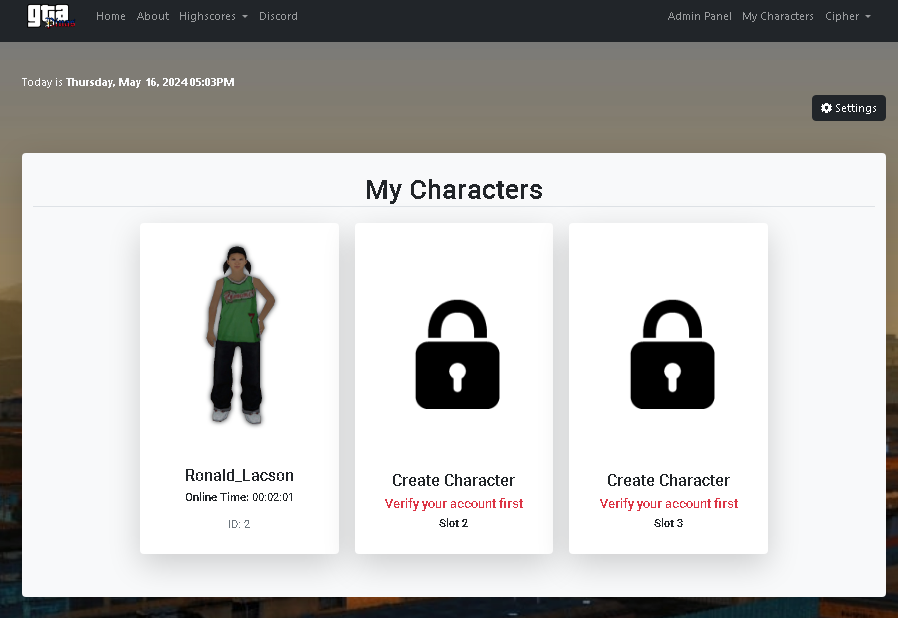 gta
Home About Highscores Discord Admin Panel My Characters Cipher
Today is Thursday, May 16, 2024 05:03PM
Settings
My Characters
Ronald_Lacson
Online Time: 00:02:01
ID: 2
Create Character
Verify your account first
Slot 2
Create Character
Verify your account first
Slot 3